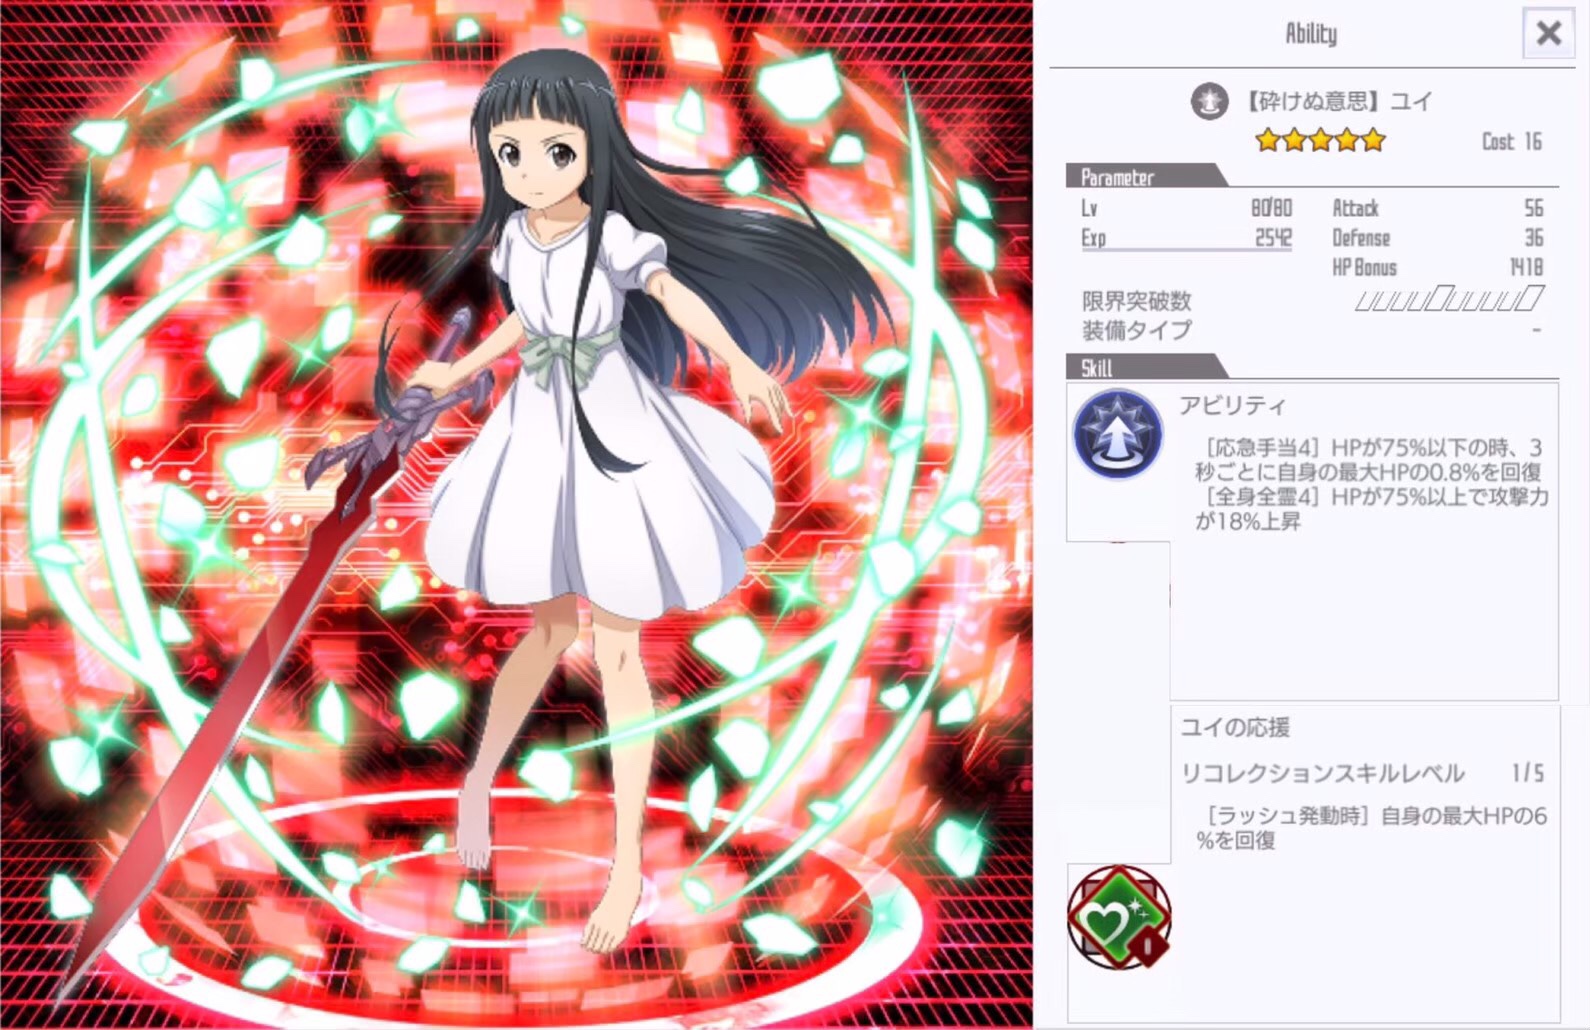 Ability
【砕けぬ意思】ユイ
Cost 16
Parameter
Lv 80/80 Attack 56
Exp 2542 Defense 36
HP Bonus 1418
限界突破数
装備タイプ -
Skill
アビリティ
［応急手当4］HPが75%以下の時、3
秒ごとに自身の最大HPの0.8%を回復
［全身全霊4］HPが75%以上で攻撃力
が18%上昇
ユイの応援
リコレクションスキルレベル 1/5
［ラッシュ発動時］自身の最大HPの6
%を回復